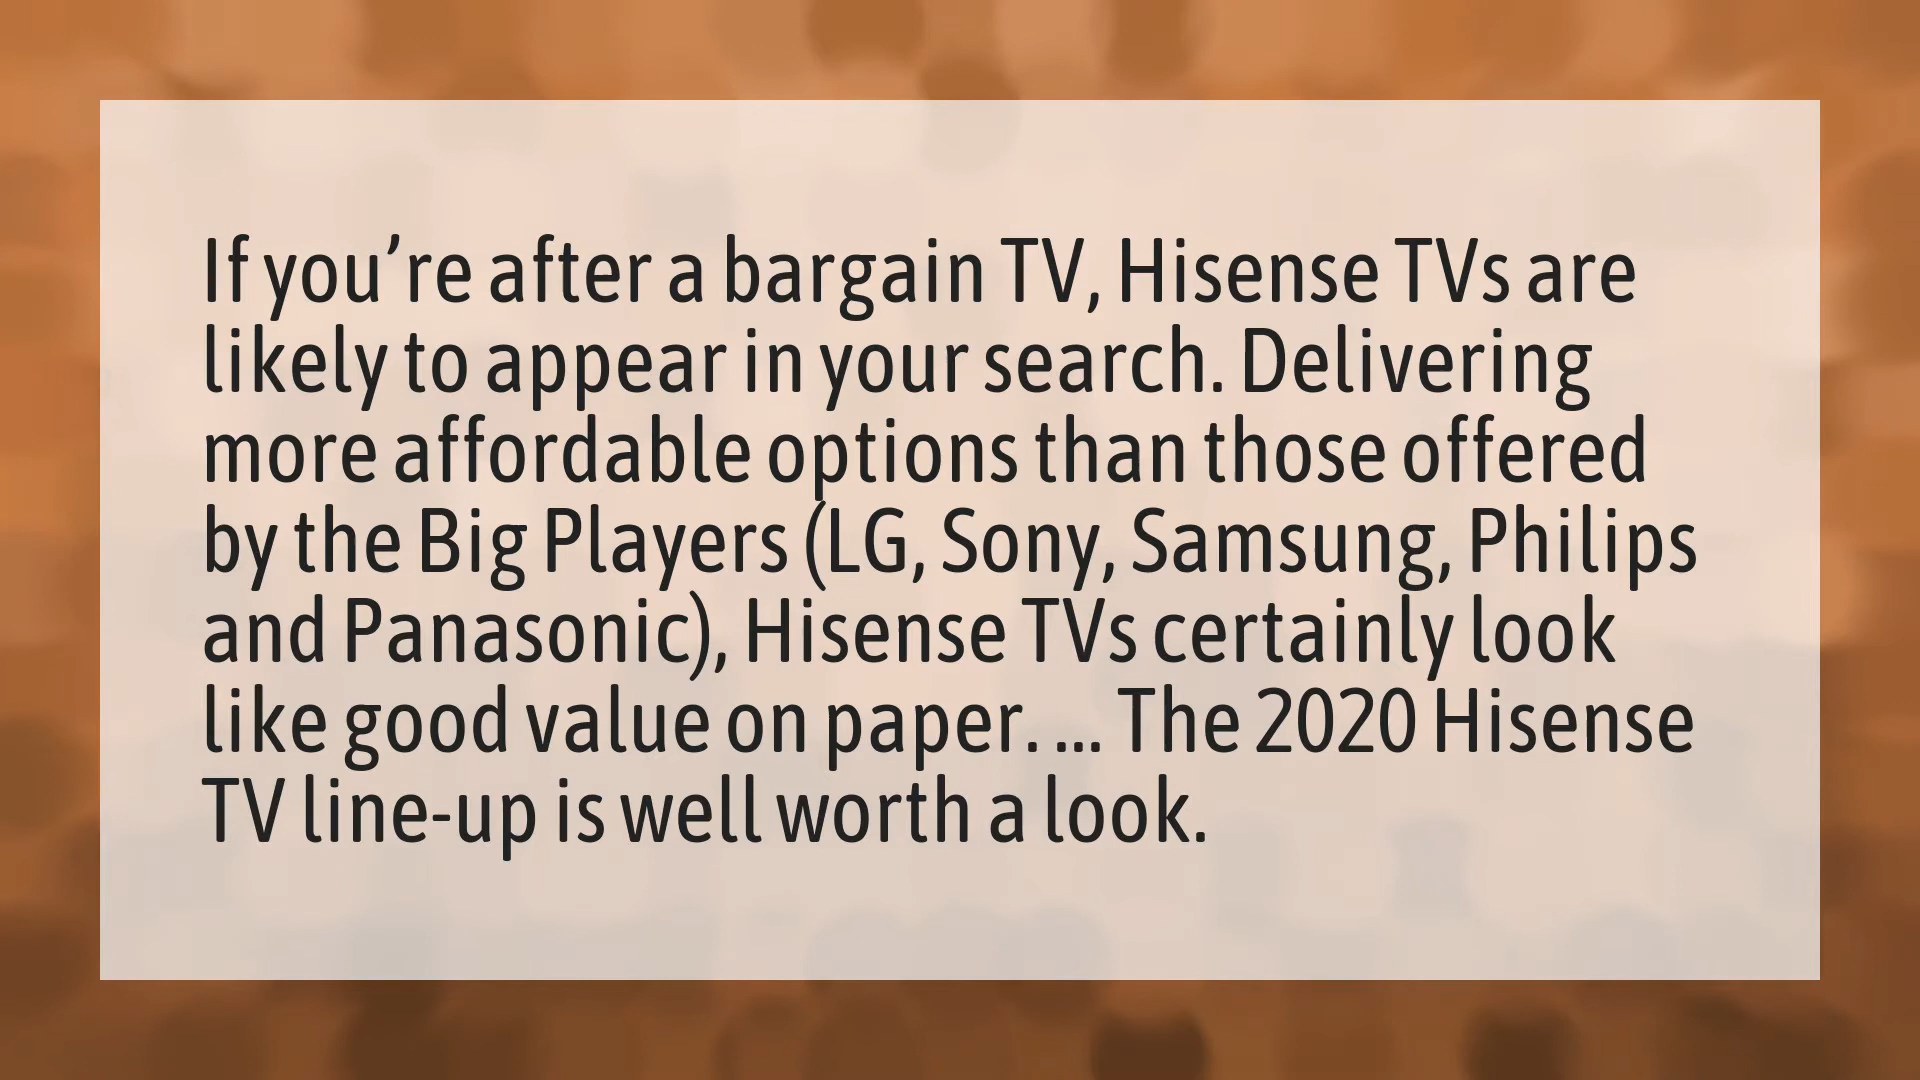 If you’re after a bargain TV, Hisense TVs are
likely to appear in your search. Delivering
more affordable options than those offered
by the Big Players (LG, Sony, Samsung, Philips
and Panasonic), Hisense TVs certainly look
like good value on paper. ... The 2020 Hisense
TV line-up is well worth a look.